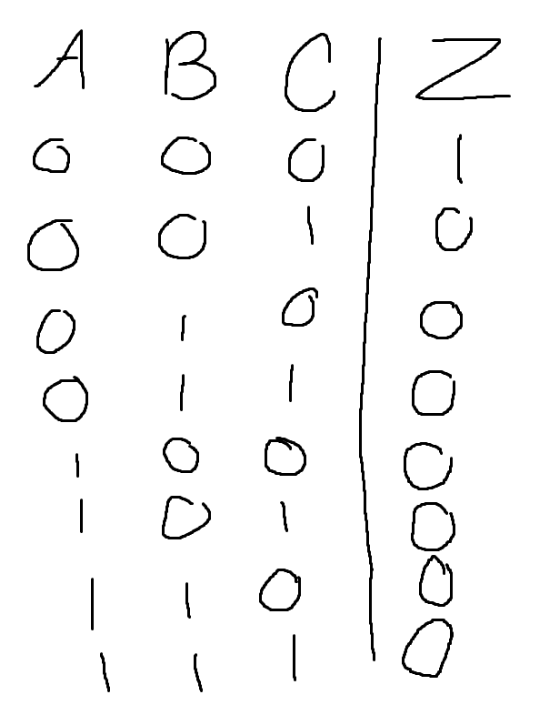 A B C | Z
0 0 0 | 1
0 0 1 | 0
0 1 0 | 0
0 1 1 | 0
1 0 0 | 0
1 0 1 | 0
1 1 0 | 0
1 1 1 | 0